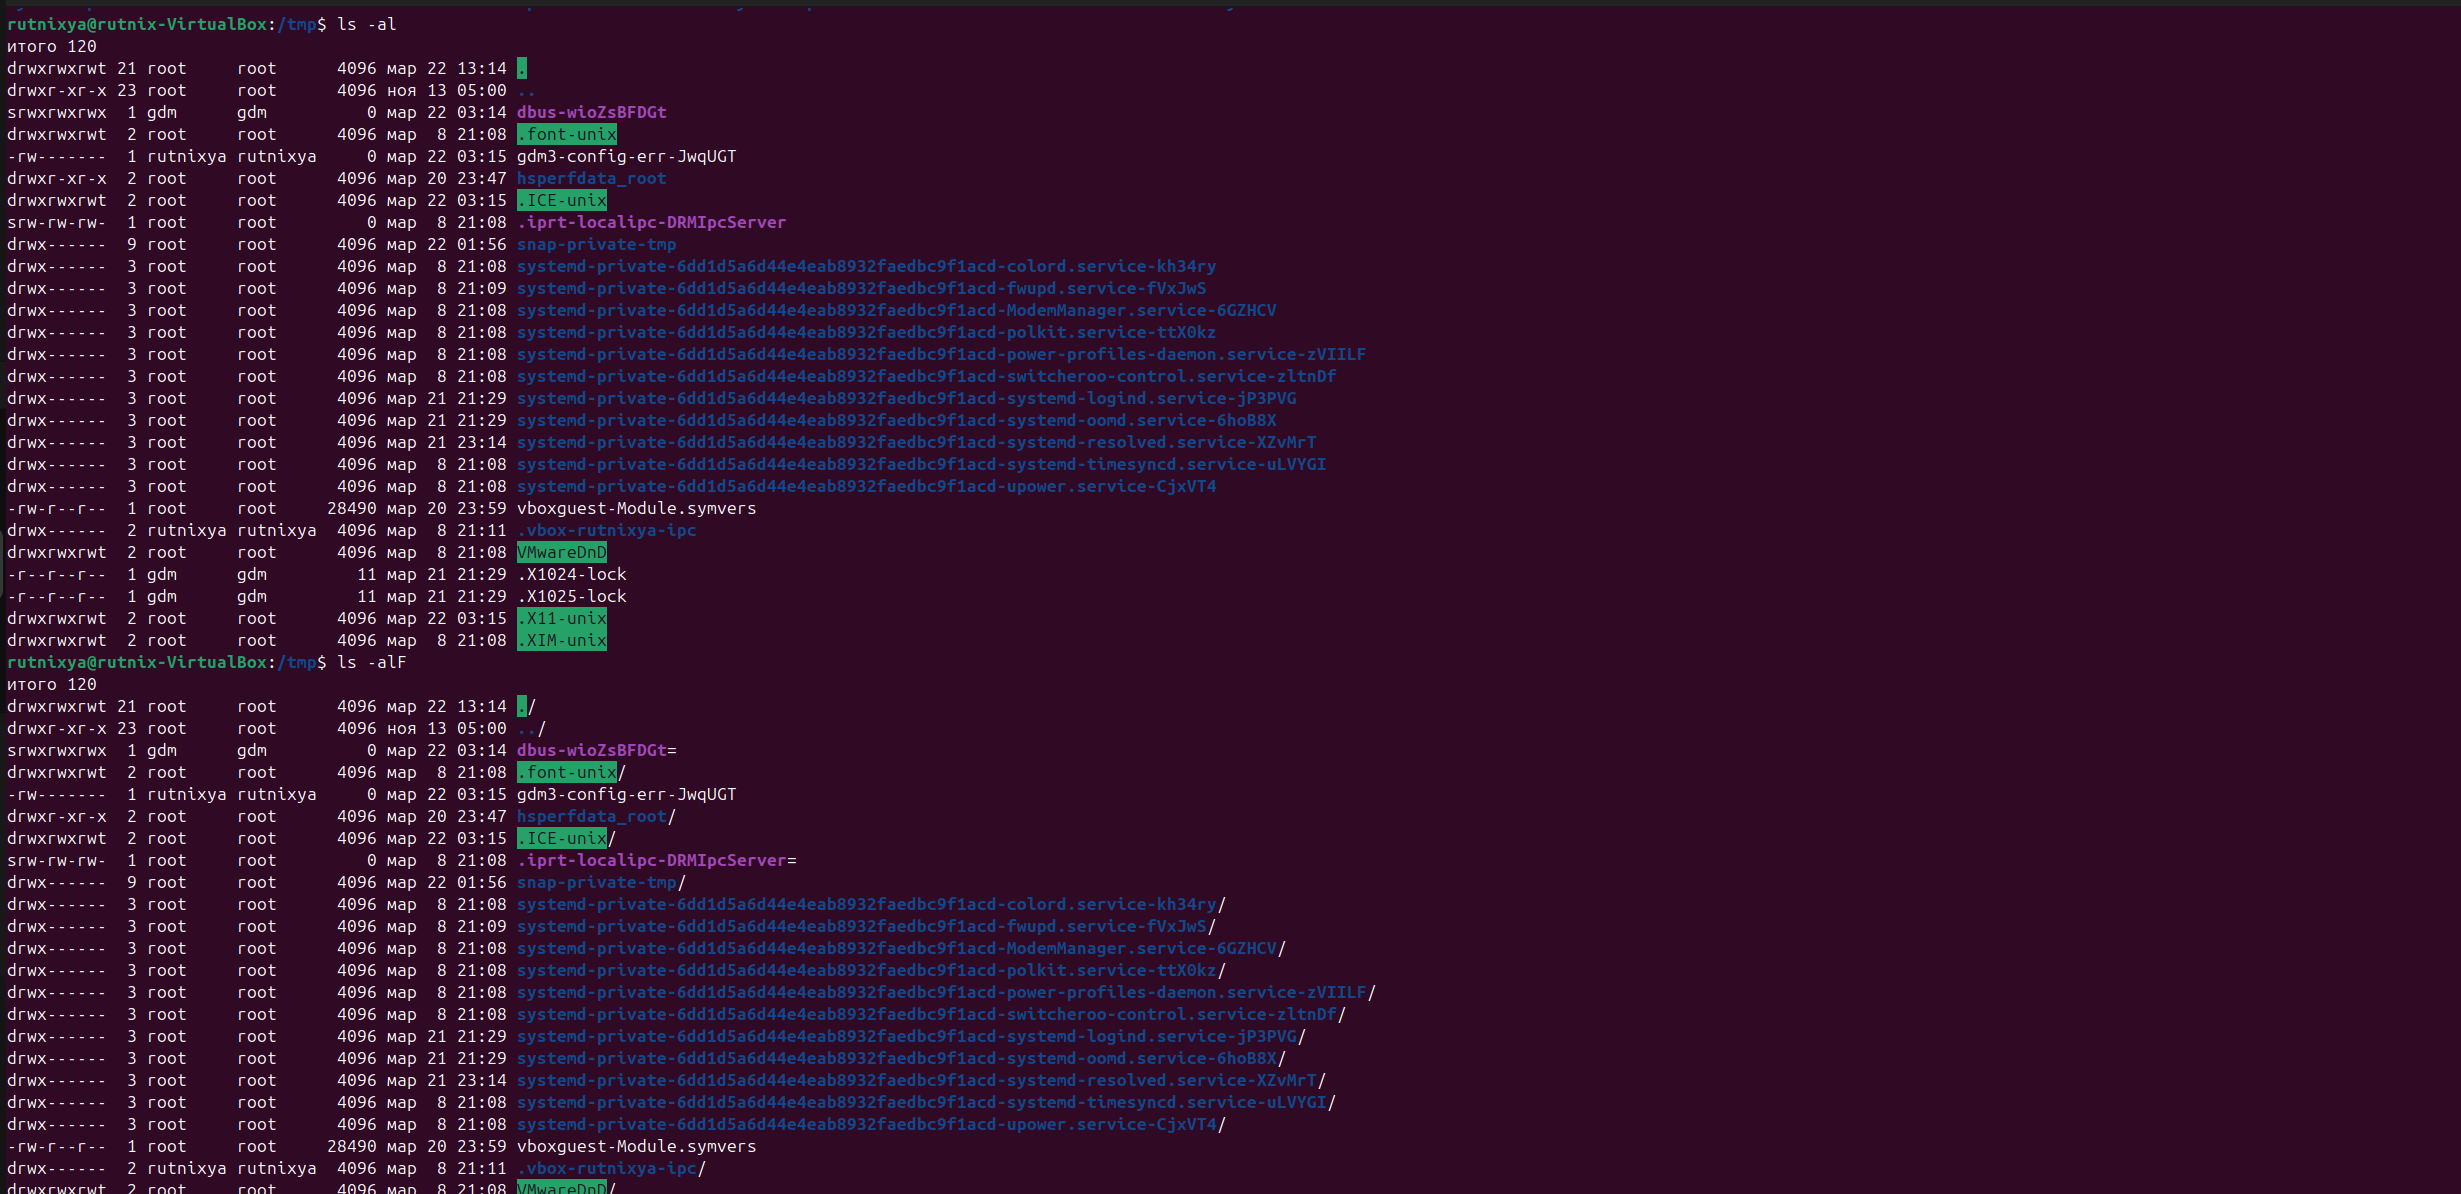 rutnixya@rutnix-VirtualBox:/tmp$ ls -al
итого 120
drwxrwxrwt 21 root     root      4096 мар 22 13:14 .
drwxr-xr-x 23 root     root      4096 ноя 13 05:00 ..
srwxrwxrwx  1 gdm      gdm          0 мар 22 03:14 dbus-wioZsBFDGt
drwxrwxrwt  2 root     root      4096 мар  8 21:08 .font-unix
-rw-------  1 rutnixya rutnixya     0 мар 22 03:15 gdm3-config-err-JwqUGT
drwxr-xr-x  2 root     root      4096 мар 20 23:47 hsperfdata_root
drwxrwxrwt  2 root     root      4096 мар 22 03:15 .ICE-unix
srw-rw-rw-  1 root     root         0 мар  8 21:08 .iprt-localipc-DRMIpcServer
drwx------  9 root     root      4096 мар 22 01:56 snap-private-tmp
drwx------  3 root     root      4096 мар  8 21:08 systemd-private-6dd1d5a6d44e4eab8932faedbc9f1acd-colord.service-kh34ry
drwx------  3 root     root      4096 мар  8 21:09 systemd-private-6dd1d5a6d44e4eab8932faedbc9f1acd-fwupd.service-fVxJwS
drwx------  3 root     root      4096 мар  8 21:08 systemd-private-6dd1d5a6d44e4eab8932faedbc9f1acd-ModemManager.service-6GZHCV
drwx------  3 root     root      4096 мар  8 21:08 systemd-private-6dd1d5a6d44e4eab8932faedbc9f1acd-polkit.service-ttX0kz
drwx------  3 root     root      4096 мар  8 21:08 systemd-private-6dd1d5a6d44e4eab8932faedbc9f1acd-power-profiles-daemon.service-zVIILF
drwx------  3 root     root      4096 мар  8 21:08 systemd-private-6dd1d5a6d44e4eab8932faedbc9f1acd-switcheroo-control.service-zltnDf
drwx------  3 root     root      4096 мар 21 21:29 systemd-private-6dd1d5a6d44e4eab8932faedbc9f1acd-systemd-logind.service-jP3PVG
drwx------  3 root     root      4096 мар 21 21:29 systemd-private-6dd1d5a6d44e4eab8932faedbc9f1acd-systemd-oomd.service-6hoB8X
drwx------  3 root     root      4096 мар 21 23:14 systemd-private-6dd1d5a6d44e4eab8932faedbc9f1acd-systemd-resolved.service-XZvMrT
drwx------  3 root     root      4096 мар  8 21:08 systemd-private-6dd1d5a6d44e4eab8932faedbc9f1acd-systemd-timesyncd.service-uLVYGI
drwx------  3 root     root      4096 мар  8 21:08 systemd-private-6dd1d5a6d44e4eab8932faedbc9f1acd-upower.service-CjxVT4
-rw-r--r--  1 root     root     28490 мар 20 23:59 vboxguest-Module.symvers
drwx------  2 rutnixya rutnixya  4096 мар  8 21:11 .vbox-rutnixya-ipc
drwxrwxrwt  2 root     root      4096 мар  8 21:08 VMwareDnD
-r--r--r--  1 gdm      gdm         11 мар 21 21:29 .X1024-lock
-r--r--r--  1 gdm      gdm         11 мар 21 21:29 .X1025-lock
drwxrwxrwt  2 root     root      4096 мар 22 03:15 .X11-unix
drwxrwxrwt  2 root     root      4096 мар  8 21:08 .XIM-unix
rutnixya@rutnix-VirtualBox:/tmp$ ls -alF
итого 120
drwxrwxrwt 21 root     root      4096 мар 22 13:14 ./
drwxr-xr-x 23 root     root      4096 ноя 13 05:00 ../
srwxrwxrwx  1 gdm      gdm          0 мар 22 03:14 dbus-wioZsBFDGt=
drwxrwxrwt  2 root     root      4096 мар  8 21:08 .font-unix/
-rw-------  1 rutnixya rutnixya     0 мар 22 03:15 gdm3-config-err-JwqUGT
drwxr-xr-x  2 root     root      4096 мар 20 23:47 hsperfdata_root/
drwxrwxrwt  2 root     root      4096 мар 22 03:15 .ICE-unix/
srw-rw-rw-  1 root     root         0 мар  8 21:08 .iprt-localipc-DRMIpcServer=
drwx------  9 root     root      4096 мар 22 01:56 snap-private-tmp/
drwx------  3 root     root      4096 мар  8 21:08 systemd-private-6dd1d5a6d44e4eab8932faedbc9f1acd-colord.service-kh34ry/
drwx------  3 root     root      4096 мар  8 21:09 systemd-private-6dd1d5a6d44e4eab8932faedbc9f1acd-fwupd.service-fVxJwS/
drwx------  3 root     root      4096 мар  8 21:08 systemd-private-6dd1d5a6d44e4eab8932faedbc9f1acd-ModemManager.service-6GZHCV/
drwx------  3 root     root      4096 мар  8 21:08 systemd-private-6dd1d5a6d44e4eab8932faedbc9f1acd-polkit.service-ttX0kz/
drwx------  3 root     root      4096 мар  8 21:08 systemd-private-6dd1d5a6d44e4eab8932faedbc9f1acd-power-profiles-daemon.service-zVIILF/
drwx------  3 root     root      4096 мар  8 21:08 systemd-private-6dd1d5a6d44e4eab8932faedbc9f1acd-switcheroo-control.service-zltnDf/
drwx------  3 root     root      4096 мар 21 21:29 systemd-private-6dd1d5a6d44e4eab8932faedbc9f1acd-systemd-logind.service-jP3PVG/
drwx------  3 root     root      4096 мар 21 21:29 systemd-private-6dd1d5a6d44e4eab8932faedbc9f1acd-systemd-oomd.service-6hoB8X/
drwx------  3 root     root      4096 мар 21 23:14 systemd-private-6dd1d5a6d44e4eab8932faedbc9f1acd-systemd-resolved.service-XZvMrT/
drwx------  3 root     root      4096 мар  8 21:08 systemd-private-6dd1d5a6d44e4eab8932faedbc9f1acd-systemd-timesyncd.service-uLVYGI/
drwx------  3 root     root      4096 мар  8 21:08 systemd-private-6dd1d5a6d44e4eab8932faedbc9f1acd-upower.service-CjxVT4/
-rw-r--r--  1 root     root     28490 мар 20 23:59 vboxguest-Module.symvers
drwx------  2 rutnixya rutnixya  4096 мар  8 21:11 .vbox-rutnixya-ipc/
drwxrwxrwt  2 root     root      4096 мар  8 21:08 VMwareDnD/